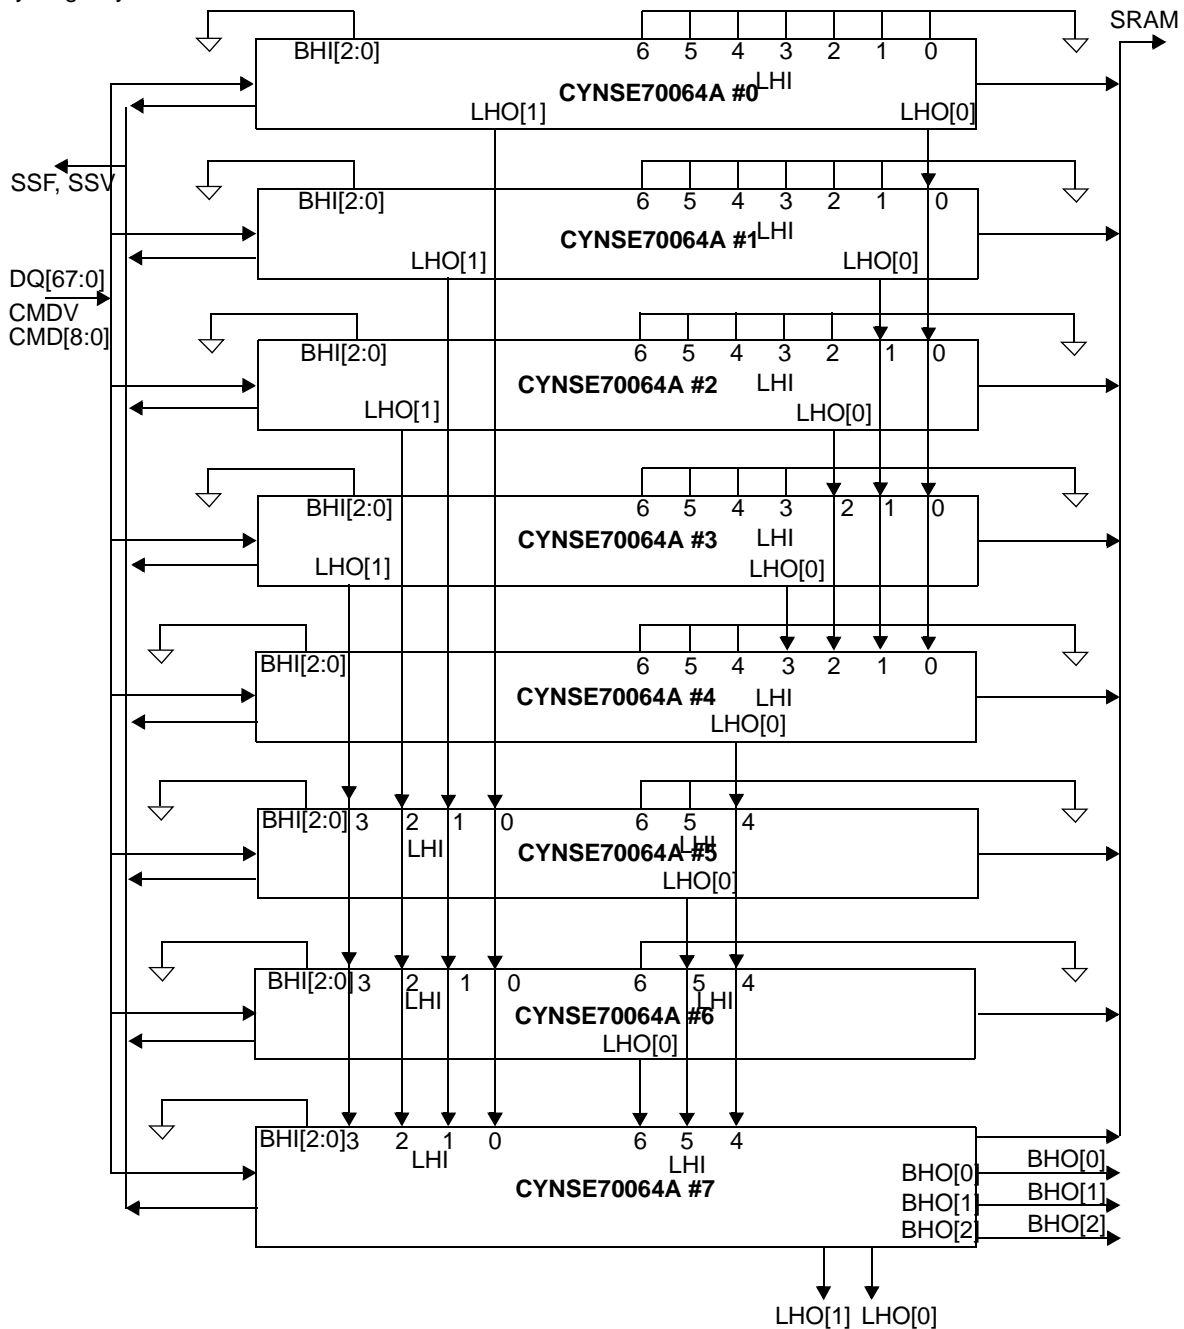 SRAM
BHI[2:0] 6 5 4 3 2 1 0
LHI
CYNSE70064A #0
LHO[1] LHO[0]
SSF, SSV
BHI[2:0] 6 5 4 3 2 1 0
LHI
CYNSE70064A #1
LHO[1] LHO[0]
DQ[67:0]
CMDV
CMD[8:0]
BHI[2:0] 6 5 4 3 2 1 0
CYNSE70064A #2 LHI
LHO[1] LHO[0]
BHI[2:0] 6 5 4 3 2 1 0
CYNSE70064A #3 LHI
LHO[1] LHO[0]
BHI[2:0] 6 5 4 3 2 1 0
CYNSE70064A #4 LHI
LHO[0]
BHI[2:0] 3 2 1 0 6 5 4
LHI LHI
CYNSE70064A #5
LHO[0]
BHI[2:0] 3 2 1 0 6 5 4
LHI LHI
CYNSE70064A #6
LHO[0]
BHI[2:0] 3 2 1 0 6 5 4
LHI LHI
CYNSE70064A #7
BHO[0] BHO[0]
BHO[1] BHO[1]
BHO[2] BHO[2]
LHO[1] LHO[0]